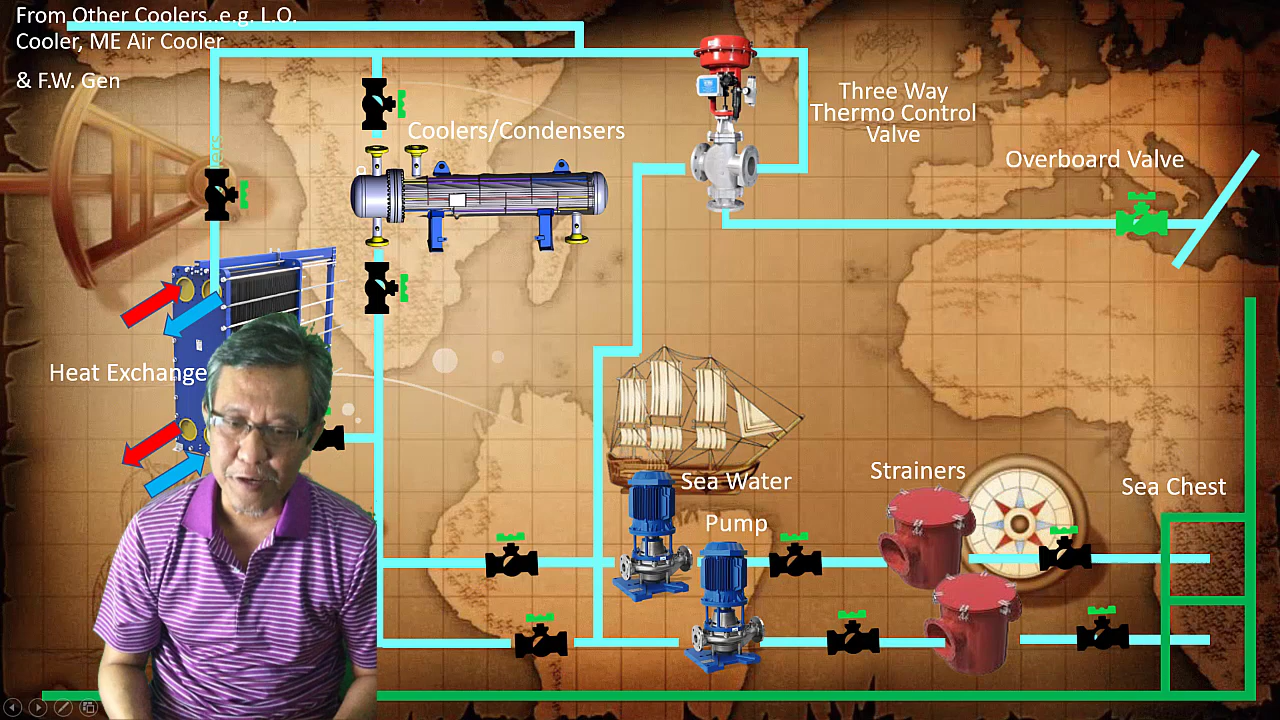 From Other Coolers..e.g. L.O.
Cooler, ME Air Cooler
& F.W. Gen
Three Way
Thermo Control
Valve
Coolers/Condensers
Overboard Valve
Heat Exchange
Sea Water
Pump
Strainers
Sea Chest